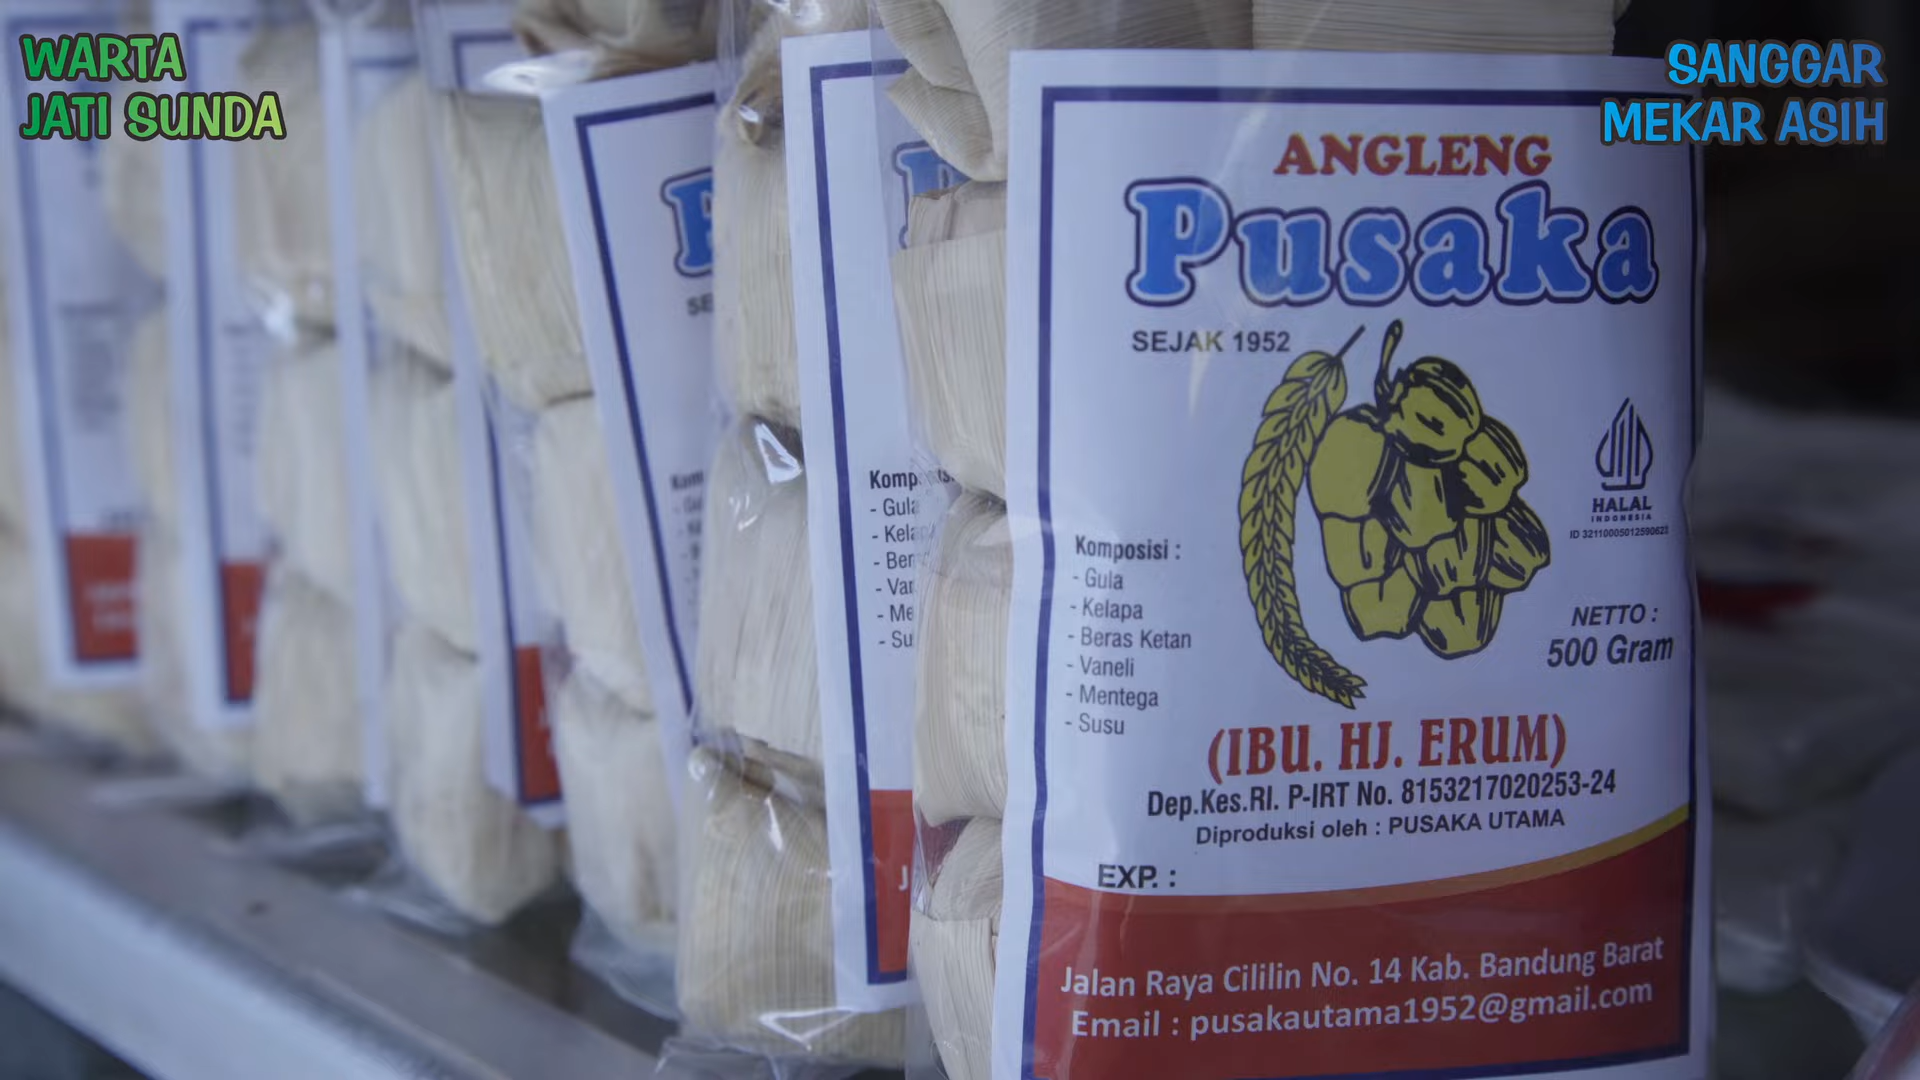 WARTA
JATI SUNDA
SANGGAR
MEKAR ASIH
ANGLENG
Pusaka
SEJAK 1952
HALAL
INDONESIA
ID 32110005012590623
Komposisi :
- Gula
- Kelapa
- Beras Ketan
- Vaneli
- Mentega
- Susu
NETTO :
500 Gram
(IBU. HJ. ERUM)
Dep.Kes.RI. P-IRT No. 8153217020253-24
Diproduksi oleh : PUSAKA UTAMA
EXP. :
Jalan Raya Cililin No. 14 Kab. Bandung Barat
Email : pusakautama1952@gmail.com